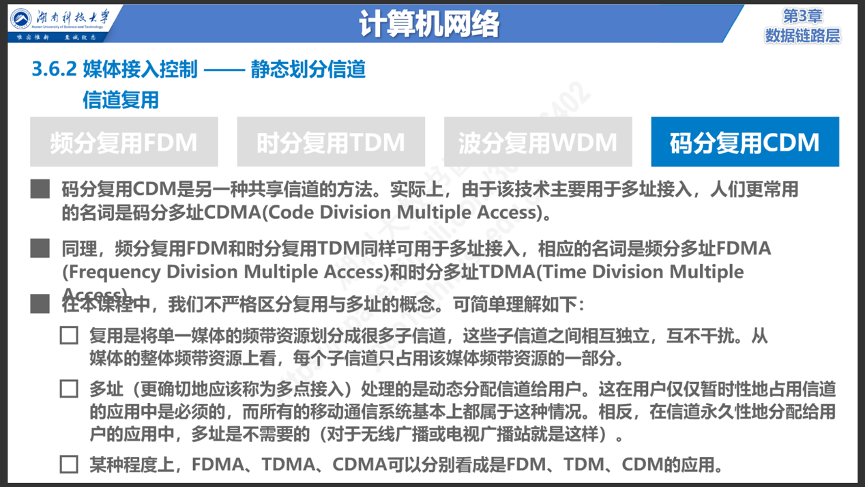 湖南科技大学
Hunan University of Science and Technology
唯实惟新 至诚致志
计算机网络
第3章
数据链路层
3.6.2 媒体接入控制 —— 静态划分信道
信道复用
频分复用FDM
时分复用TDM
波分复用WDM
码分复用CDM
码分复用CDM是另一种共享信道的方法。实际上，由于该技术主要用于多址接入，人们更常用
的名词是码分多址CDMA(Code Division Multiple Access)。
同理，频分复用FDM和时分复用TDM同样可用于多址接入，相应的名词是频分多址FDMA
(Frequency Division Multiple Access)和时分多址TDMA(Time Division Multiple
Access)。
在本课程中，我们不严格区分复用与多址的概念。可简单理解如下：
复用是将单一媒体的频带资源划分成很多子信道，这些子信道之间相互独立，互不干扰。从
媒体的整体频带资源上看，每个子信道只占用该媒体频带资源的一部分。
多址（更确切地应该称为多点接入）处理的是动态分配信道给用户。这在用户仅仅暂时性地占用信道
的应用中是必须的，而所有的移动通信系统基本上都属于这种情况。相反，在信道永久性地分配给用
户的应用中，多址是不需要的（对于无线广播或电视广播站就是这样）。
某种程度上，FDMA、TDMA、CDMA可以分别看成是FDM、TDM、CDM的应用。